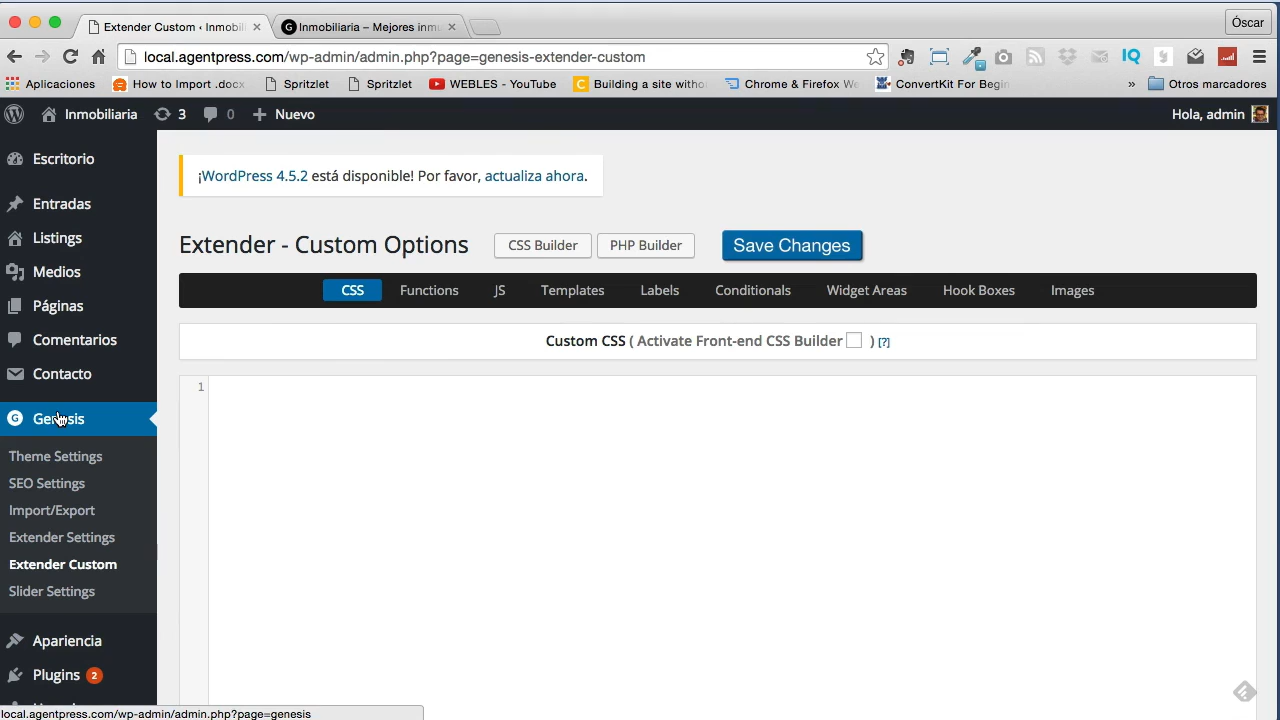 Extender Custom ‹ Inmobili
Inmobiliaria – Mejores inmu
Óscar
local.agentpress.com/wp-admin/admin.php?page=genesis-extender-custom
IQ
Aplicaciones
How to Import .docx
Spritzlet
Spritzlet
WEBLES - YouTube
Building a site witho
Chrome & Firefox We
ConvertKit For Begin
»
Otros marcadores
Inmobiliaria
3
0
Nuevo
Hola, admin
Escritorio
Entradas
Listings
Medios
Páginas
Comentarios
Contacto
Genesis
Theme Settings
SEO Settings
Import/Export
Extender Settings
Extender Custom
Slider Settings
Apariencia
Plugins 2
¡WordPress 4.5.2 está disponible! Por favor, actualiza ahora.
Extender - Custom Options
CSS Builder
PHP Builder
Save Changes
CSS
Functions
JS
Templates
Labels
Conditionals
Widget Areas
Hook Boxes
Images
Custom CSS ( Activate Front-end CSS Builder ) [?]
1
local.agentpress.com/wp-admin/admin.php?page=genesis